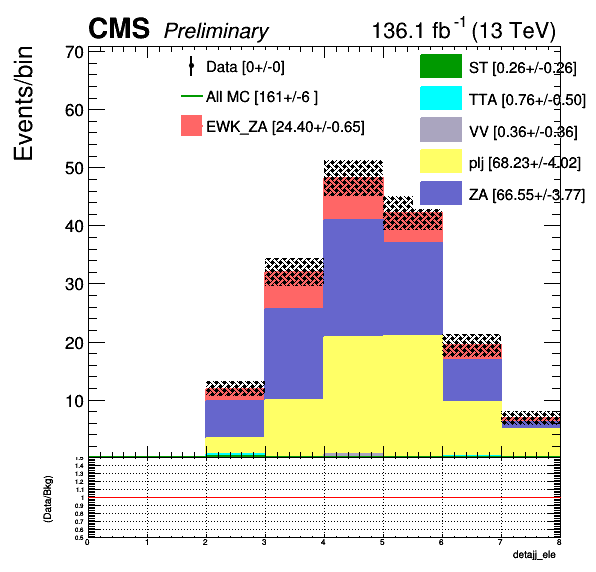 CMS Preliminary 136.1 fb⁻¹ (13 TeV)
Events/bin
70
60
50
40
30
20
10
Data [0+/-0]
All MC [161+/-6 ]
EWK_ZA [24.40+/-0.65]
ST [0.26+/-0.26]
TTA [0.76+/-0.50]
VV [0.36+/-0.36]
plj [68.23+/-4.02]
ZA [66.55+/-3.77]
(Data/Bkg)
1.5
1.4
1.3
1.2
1.1
1
0.9
0.8
0.7
0.6
0.5
0 1 2 3 4 5 6 7 8
detajj_ele